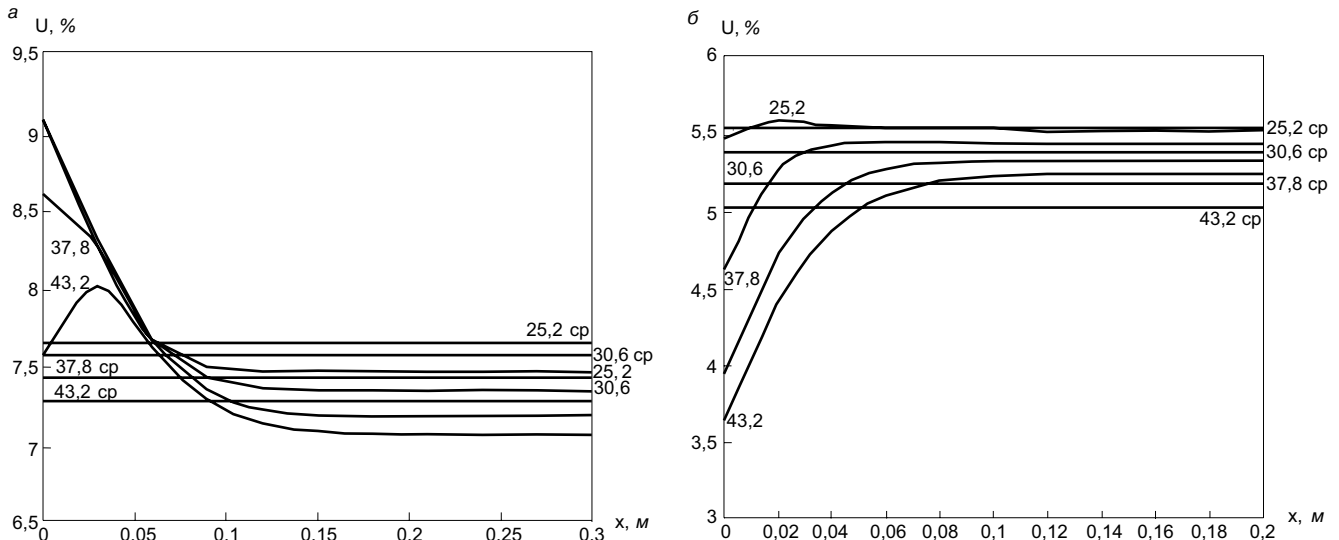 а
U, %
9,5
9
8,5
8
7,5
7
6,5
37, 8
43, 2
37,8 ср
43,2 ср
25,2 ср
30,6 ср
25,2
30,6
0
0,05
0,1
0,15
0,2
0,25
0,3
х, м
б
U, %
6
5,5
5
4,5
4
3,5
3
25,2
30,6
37,8
43,2
25,2 ср
30,6 ср
37,8 ср
43,2 ср
0
0,02
0,04
0,06
0,08
0,1
0,12
0,14
0,16
0,18
0,2
х, м